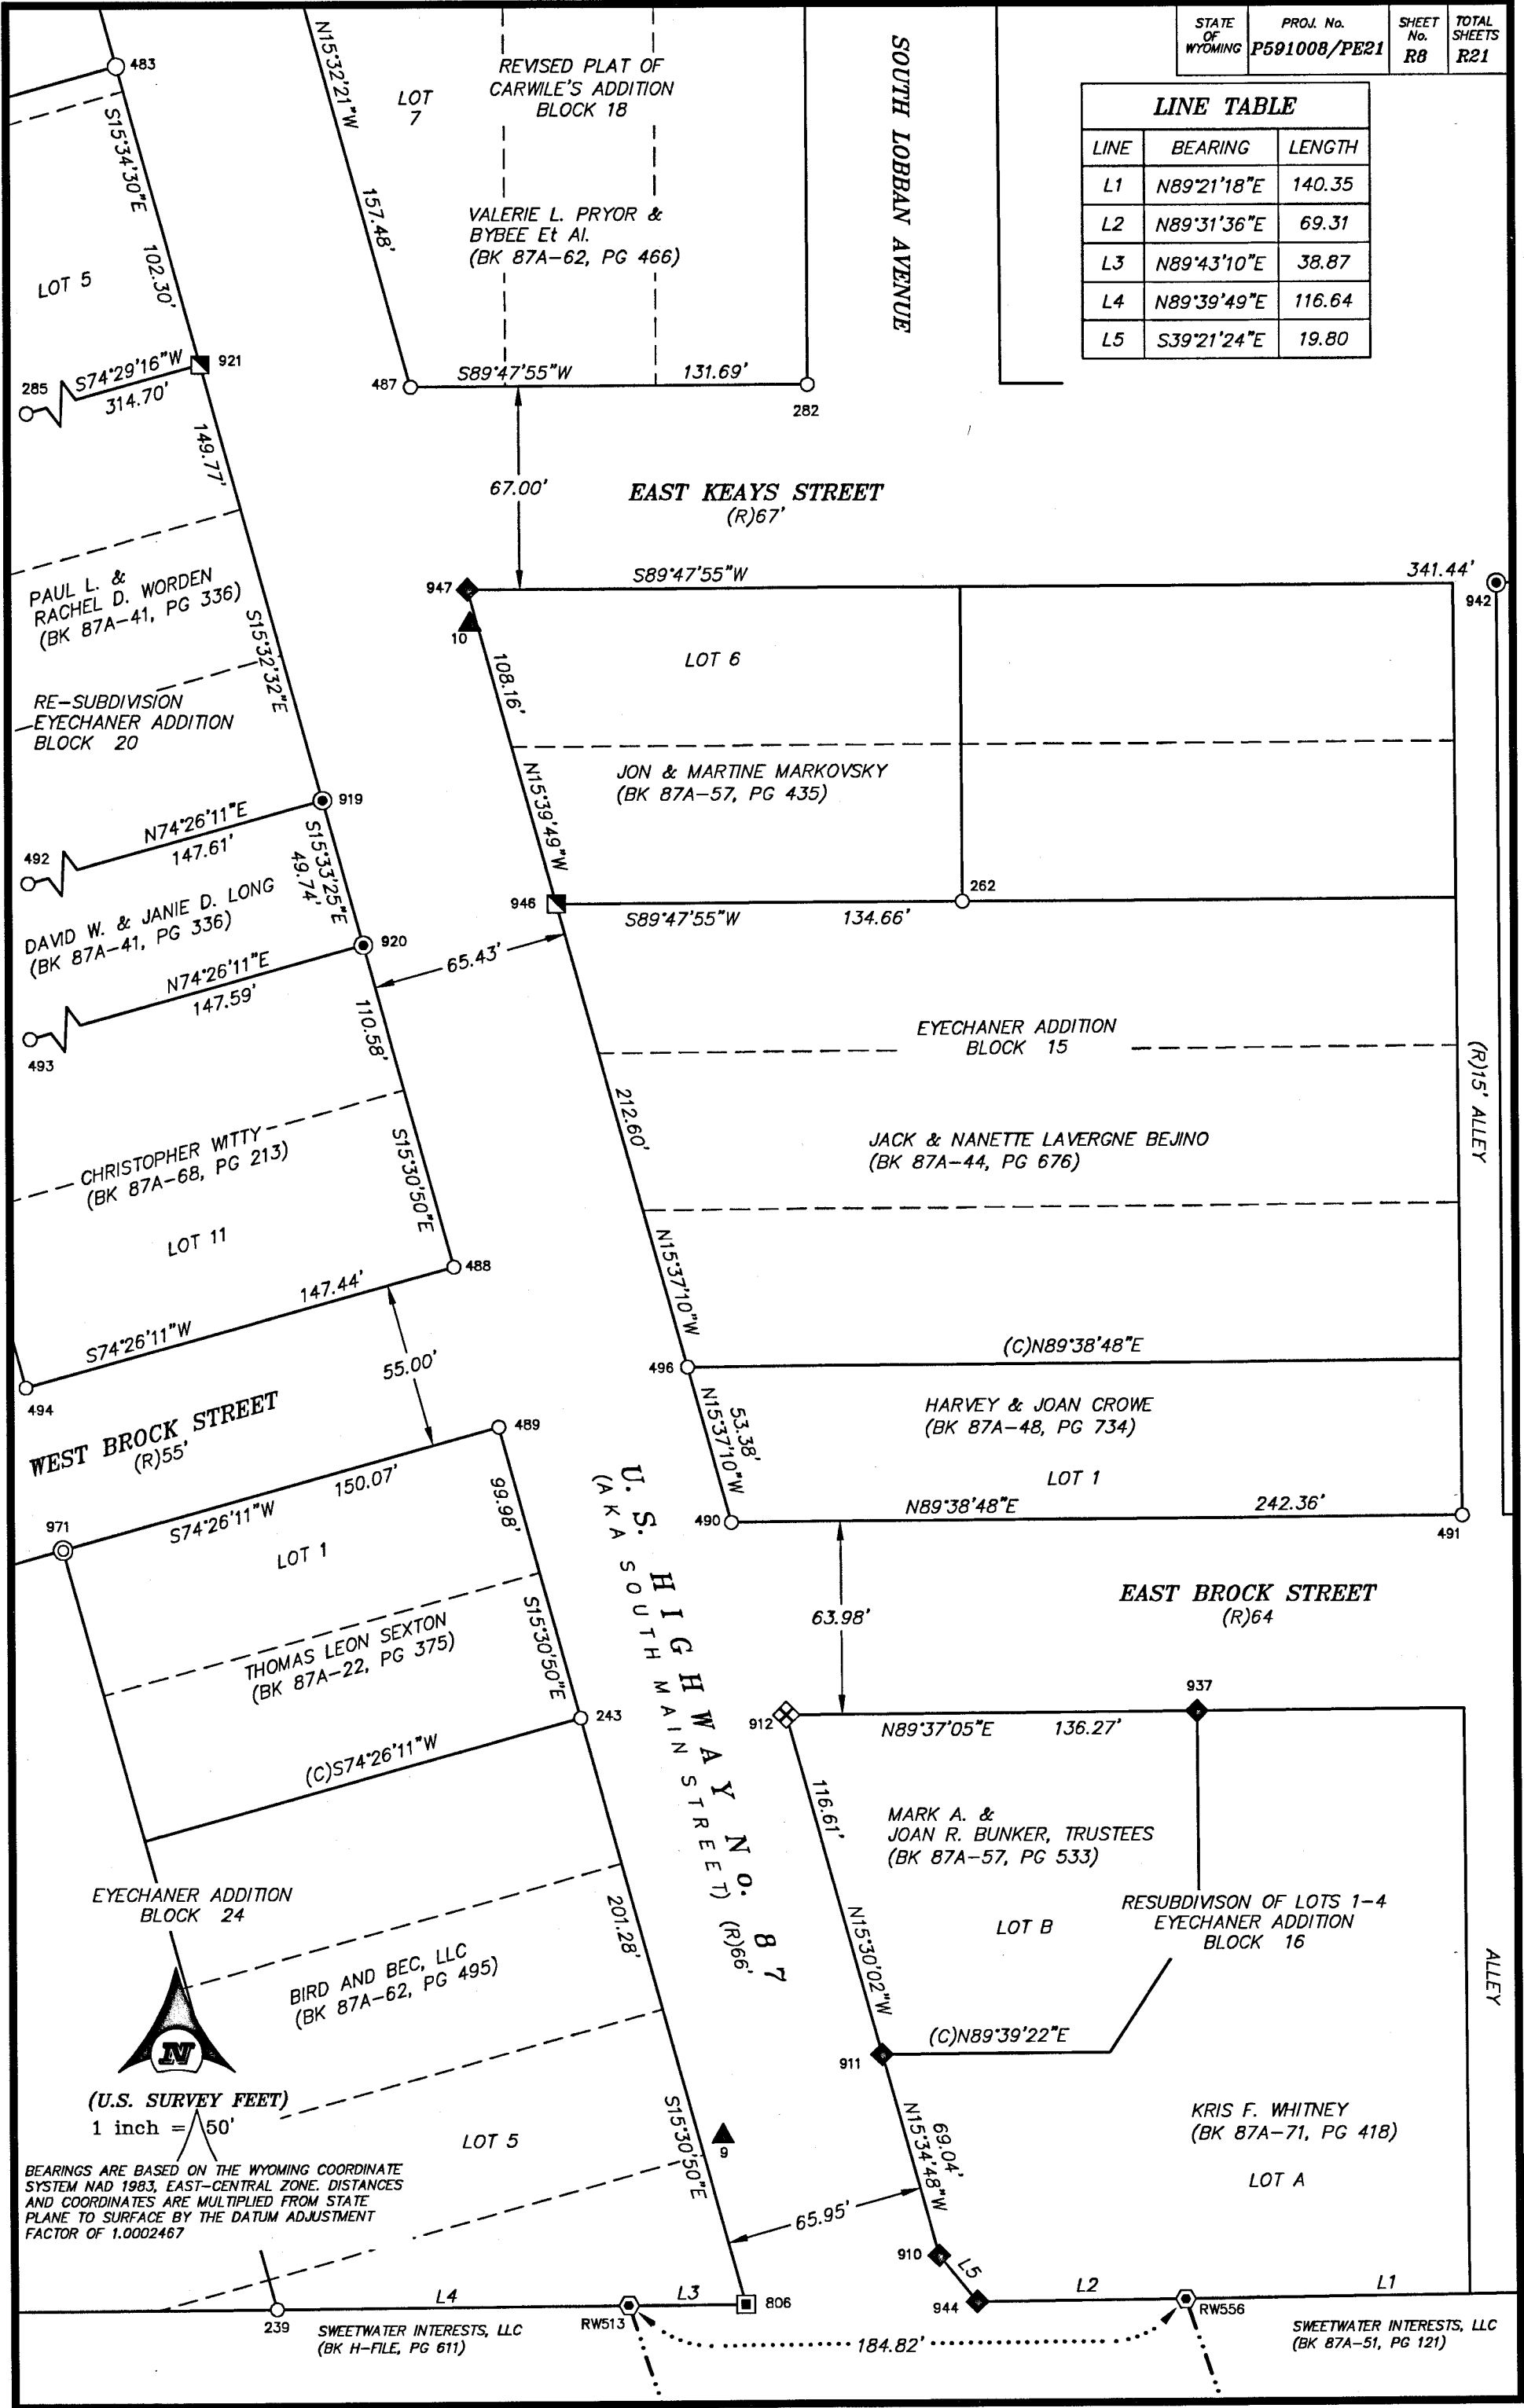 STATE OF WYOMING
PROJ. No.
P591008/PE21
SHEET No.
R8
TOTAL SHEETS
R21
LINE TABLE
LINE BEARING LENGTH
L1 N89°21'18"E 140.35
L2 N89°31'36"E 69.31
L3 N89°43'10"E 38.87
L4 N89°39'49"E 116.64
L5 S39°21'24"E 19.80
483
S15°34'30"E
102.30'
LOT 5
N15°32'21"W
157.48'
LOT
7
REVISED PLAT OF
CARWILE'S ADDITION
BLOCK 18
VALERIE L. PRYOR &
BYBEE Et Al.
(BK 87A-62, PG 466)
SOUTH LOBBAN AVENUE
285
S74°29'16"W
314.70'
921
487
S89°47'55"W
131.69'
282
149.77'
67.00'
EAST KEAYS STREET
(R)67'
PAUL L. &
RACHEL D. WORDEN
(BK 87A-41, PG 336)
S15°32'32"E
947
S89°47'55"W
341.44'
942
10
108.16'
LOT 6
RE-SUBDIVISION
EYECHANER ADDITION
BLOCK 20
JON & MARTINE MARKOVSKY
(BK 87A-57, PG 435)
N15°39'49"W
919
N74°26'11"E
147.61'
492
S15°33'25"E
49.74'
DAVID W. & JANIE D. LONG
(BK 87A-41, PG 336)
946
S89°47'55"W
134.66'
262
920
65.43'
N74°26'11"E
147.59'
493
110.58'
EYECHANER ADDITION
BLOCK 15
(R)15' ALLEY
212.60'
JACK & NANETTE LAVERGNE BEJINO
(BK 87A-44, PG 676)
CHRISTOPHER WITTY
(BK 87A-68, PG 213)
S15°30'50"E
LOT 11
488
147.44'
S74°26'11"W
494
55.00'
N15°37'10"W
(C)N89°38'48"E
496
HARVEY & JOAN CROWE
(BK 87A-48, PG 734)
53.38'
N15°37'10"W
LOT 1
WEST BROCK STREET
(R)55'
489
490
N89°38'48"E
242.36'
491
971
S74°26'11"W
150.07'
99.98'
LOT 1
U. S. HIGHWAY No. 87
(AKA SOUTH MAIN STREET) (R)66'
63.98'
EAST BROCK STREET
(R)64
THOMAS LEON SEXTON
(BK 87A-22, PG 375)
S15°30'50"E
243
(C)S74°26'11"W
912
N89°37'05"E
136.27'
937
116.61'
MARK A. &
JOAN R. BUNKER, TRUSTEES
(BK 87A-57, PG 533)
EYECHANER ADDITION
BLOCK 24
201.28'
N15°30'02"W
LOT B
RESUBDIVISON OF LOTS 1-4
EYECHANER ADDITION
BLOCK 16
ALLEY
BIRD AND BEC, LLC
(BK 87A-62, PG 495)
N
911
(C)N89°39'22"E
(U.S. SURVEY FEET)
1 inch = 50'
LOT 5
S15°30'50"E
9
69.04'
N15°34'48"W
KRIS F. WHITNEY
(BK 87A-71, PG 418)
LOT A
BEARINGS ARE BASED ON THE WYOMING COORDINATE
SYSTEM NAD 1983, EAST-CENTRAL ZONE. DISTANCES
AND COORDINATES ARE MULTIPLIED FROM STATE
PLANE TO SURFACE BY THE DATUM ADJUSTMENT
FACTOR OF 1.0002467
65.95'
910
L5
L4
L3
806
944
L2
RW556
L1
239
SWEETWATER INTERESTS, LLC
(BK H-FILE, PG 611)
RW513
184.82'
SWEETWATER INTERESTS, LLC
(BK 87A-51, PG 121)